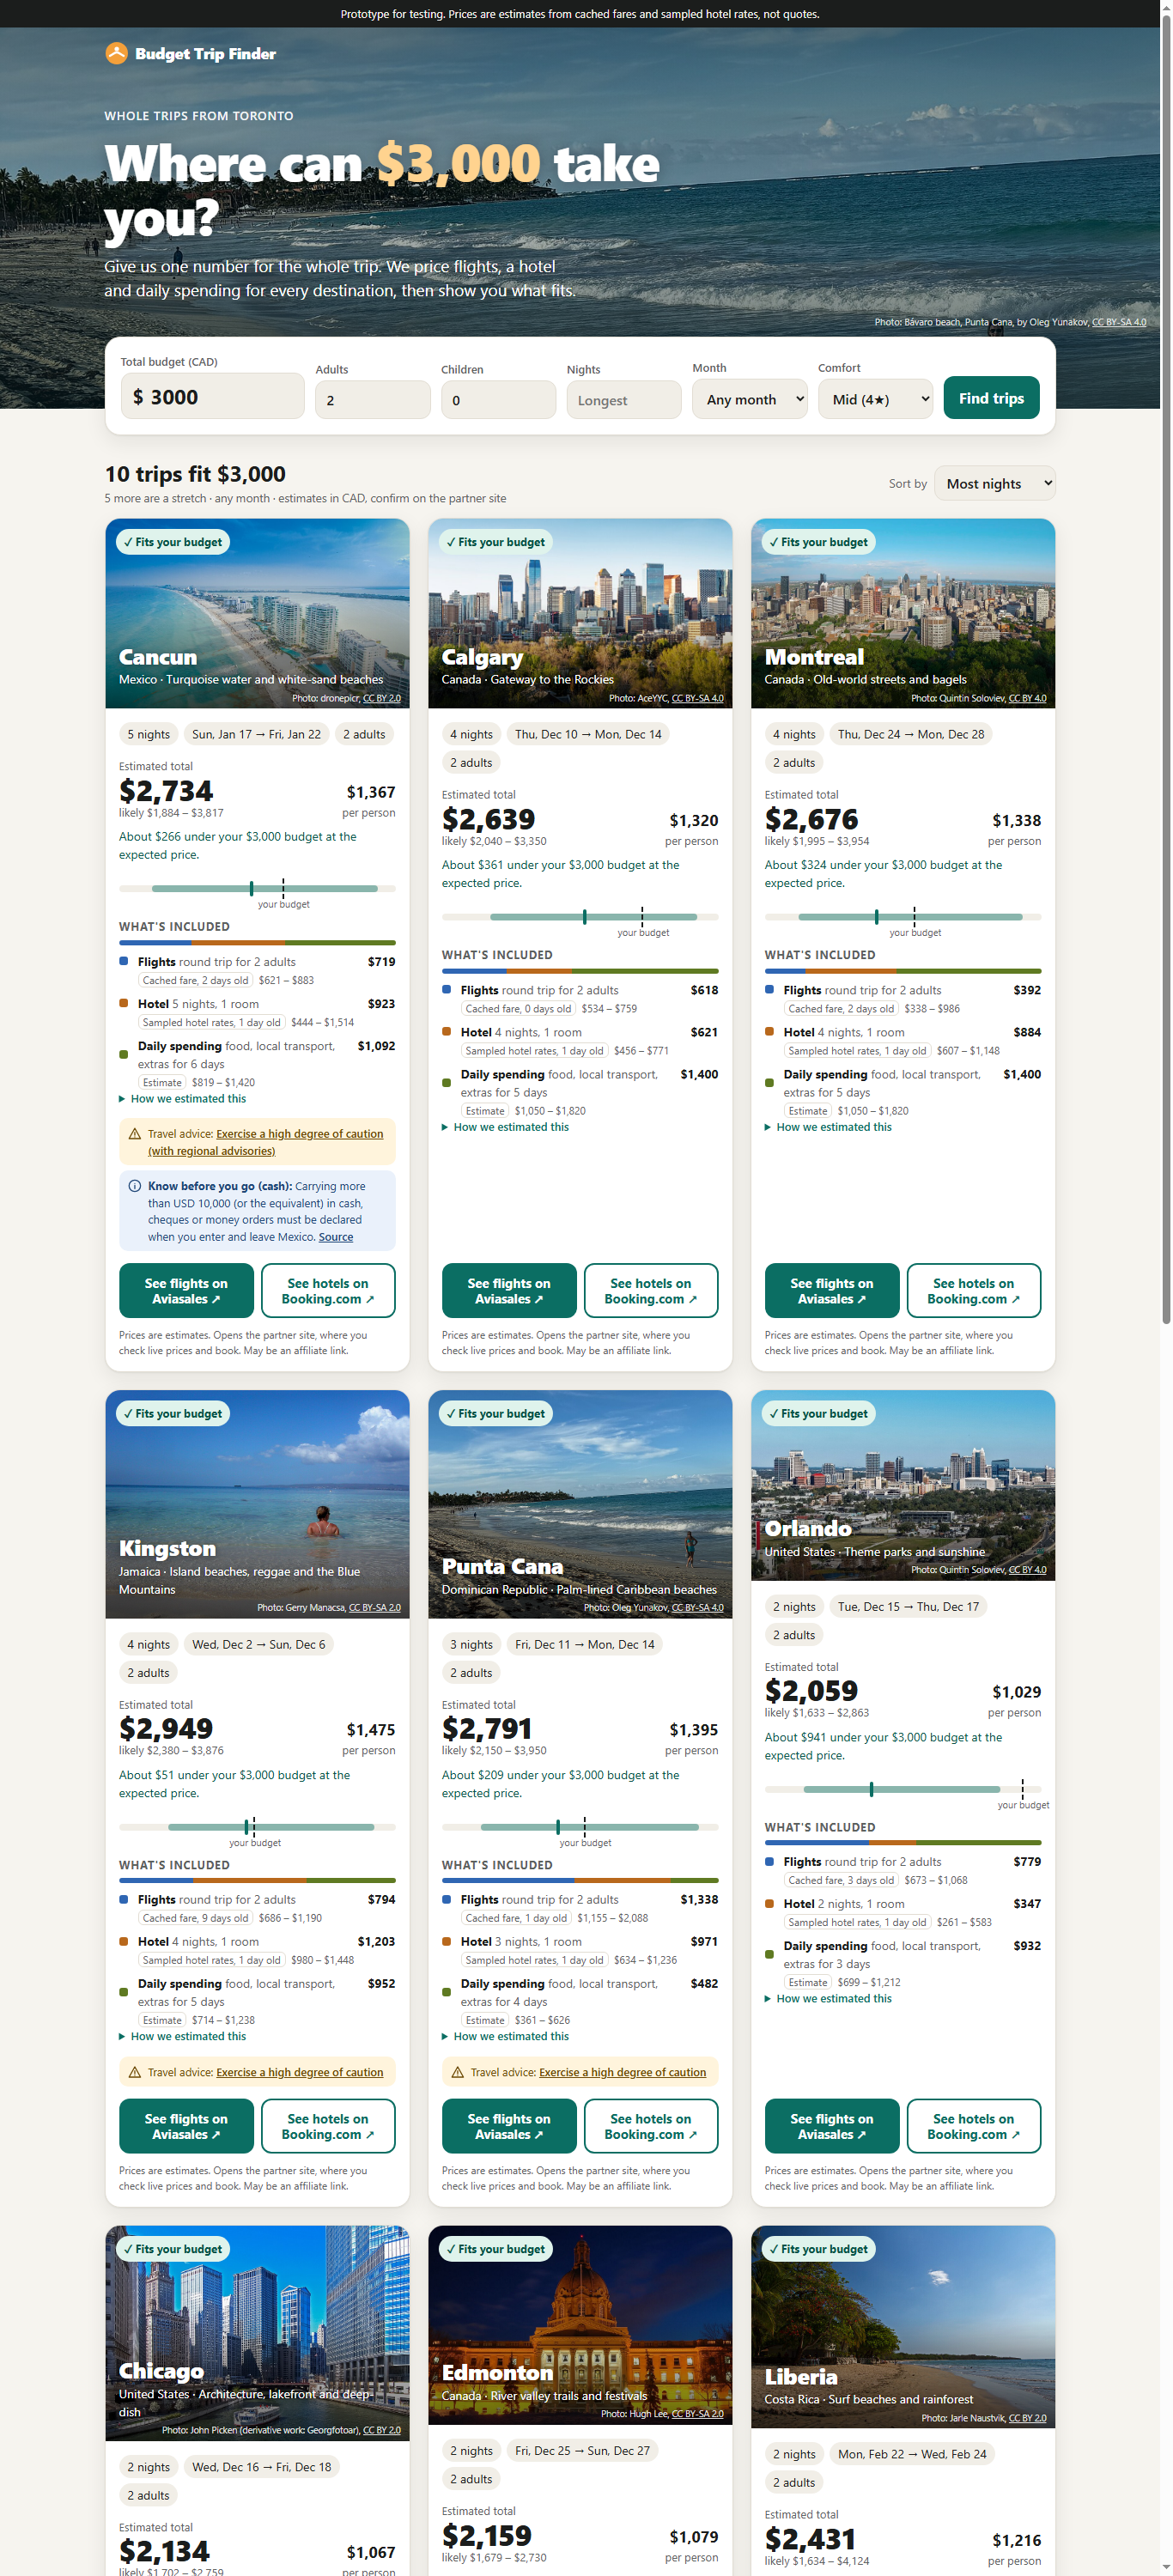 Prototype for testing. Prices are estimates from cached fares and sampled hotel rates, not quotes.
Budget Trip Finder
WHOLE TRIPS FROM TORONTO
Where can $3,000 take
you?
Give us one number for the whole trip. We price flights, a hotel
and daily spending for every destination, then show you what fits.
Photo: Bávaro beach, Punta Cana, by Oleg Yunakov, CC BY-SA 4.0
Total budget (CAD)
$ 3000
Adults
2
Children
0
Nights
Longest
Month
Any month
Comfort
Mid (4★)
Find trips
10 trips fit $3,000
5 more are a stretch · any month · estimates in CAD, confirm on the partner site
Sort by
Most nights
✓ Fits your budget
Cancun
Mexico · Turquoise water and white-sand beaches
Photo: dronepicr, CC BY 2.0
5 nights
Sun, Jan 17 → Fri, Jan 22
2 adults
Estimated total
$2,734
$1,367
likely $1,884 – $3,817
per person
About $266 under your $3,000 budget at the
expected price.
your budget
WHAT'S INCLUDED
Flights round trip for 2 adults
$719
Cached fare, 2 days old
$621 – $883
Hotel 5 nights, 1 room
$923
Sampled hotel rates, 1 day old
$444 – $1,514
Daily spending food, local transport,
extras for 6 days
$1,092
Estimate
$819 – $1,420
▶ How we estimated this
Travel advice: Exercise a high degree of caution
(with regional advisories)
Know before you go (cash): Carrying more
than USD 10,000 (or the equivalent) in cash,
cheques or money orders must be declared
when you enter and leave Mexico. Source
See flights on
Aviasales ↗
See hotels on
Booking.com ↗
Prices are estimates. Opens the partner site, where you
check live prices and book. May be an affiliate link.
✓ Fits your budget
Calgary
Canada · Gateway to the Rockies
Photo: AceYYC, CC BY-SA 4.0
4 nights
Thu, Dec 10 → Mon, Dec 14
2 adults
Estimated total
$2,639
$1,320
likely $2,040 – $3,350
per person
About $361 under your $3,000 budget at the
expected price.
your budget
WHAT'S INCLUDED
Flights round trip for 2 adults
$618
Cached fare, 0 days old
$534 – $759
Hotel 4 nights, 1 room
$621
Sampled hotel rates, 1 day old
$456 – $771
Daily spending food, local transport,
extras for 5 days
$1,400
Estimate
$1,050 – $1,820
▶ How we estimated this
See flights on
Aviasales ↗
See hotels on
Booking.com ↗
Prices are estimates. Opens the partner site, where you
check live prices and book. May be an affiliate link.
✓ Fits your budget
Montreal
Canada · Old-world streets and bagels
Photo: Quintin Soloviev, CC BY 4.0
4 nights
Thu, Dec 24 → Mon, Dec 28
2 adults
Estimated total
$2,676
$1,338
likely $1,995 – $3,954
per person
About $324 under your $3,000 budget at the
expected price.
your budget
WHAT'S INCLUDED
Flights round trip for 2 adults
$392
Cached fare, 2 days old
$338 – $986
Hotel 4 nights, 1 room
$884
Sampled hotel rates, 1 day old
$607 – $1,148
Daily spending food, local transport,
extras for 5 days
$1,400
Estimate
$1,050 – $1,820
▶ How we estimated this
See flights on
Aviasales ↗
See hotels on
Booking.com ↗
Prices are estimates. Opens the partner site, where you
check live prices and book. May be an affiliate link.
✓ Fits your budget
Kingston
Jamaica · Island beaches, reggae and the Blue
Mountains
Photo: Gerry Manacsa, CC BY-SA 2.0
4 nights
Wed, Dec 2 → Sun, Dec 6
2 adults
Estimated total
$2,949
$1,475
likely $2,380 – $3,876
per person
About $51 under your $3,000 budget at the
expected price.
your budget
WHAT'S INCLUDED
Flights round trip for 2 adults
$794
Cached fare, 9 days old
$686 – $1,190
Hotel 4 nights, 1 room
$1,203
Sampled hotel rates, 1 day old
$980 – $1,448
Daily spending food, local transport,
extras for 5 days
$952
Estimate
$714 – $1,238
▶ How we estimated this
Travel advice: Exercise a high degree of caution
See flights on
Aviasales ↗
See hotels on
Booking.com ↗
Prices are estimates. Opens the partner site, where you
check live prices and book. May be an affiliate link.
✓ Fits your budget
Punta Cana
Dominican Republic · Palm-lined Caribbean beaches
Photo: Oleg Yunakov, CC BY-SA 4.0
3 nights
Fri, Dec 11 → Mon, Dec 14
2 adults
Estimated total
$2,791
$1,395
likely $2,150 – $3,950
per person
About $209 under your $3,000 budget at the
expected price.
your budget
WHAT'S INCLUDED
Flights round trip for 2 adults
$1,338
Cached fare, 1 day old
$1,155 – $2,088
Hotel 3 nights, 1 room
$971
Sampled hotel rates, 1 day old
$634 – $1,236
Daily spending food, local transport,
extras for 4 days
$482
Estimate
$361 – $626
▶ How we estimated this
Travel advice: Exercise a high degree of caution
See flights on
Aviasales ↗
See hotels on
Booking.com ↗
Prices are estimates. Opens the partner site, where you
check live prices and book. May be an affiliate link.
✓ Fits your budget
Orlando
United States · Theme parks and sunshine
Photo: Quintin Soloviev, CC BY 4.0
2 nights
Tue, Dec 15 → Thu, Dec 17
2 adults
Estimated total
$2,059
$1,029
likely $1,633 – $2,863
per person
About $941 under your $3,000 budget at the
expected price.
your budget
WHAT'S INCLUDED
Flights round trip for 2 adults
$779
Cached fare, 3 days old
$673 – $1,068
Hotel 2 nights, 1 room
$347
Sampled hotel rates, 1 day old
$261 – $583
Daily spending food, local transport,
extras for 3 days
$932
Estimate
$699 – $1,212
▶ How we estimated this
See flights on
Aviasales ↗
See hotels on
Booking.com ↗
Prices are estimates. Opens the partner site, where you
check live prices and book. May be an affiliate link.
✓ Fits your budget
Chicago
United States · Architecture, lakefront and deep-
dish
Photo: John Picken (derivative work: Georgfotoar), CC BY 2.0
2 nights
Wed, Dec 16 → Fri, Dec 18
2 adults
Estimated total
$2,134
$1,067
likely $1,702 – $2,759
per person
✓ Fits your budget
Edmonton
Canada · River valley trails and festivals
Photo: Hugh Lee, CC BY-SA 2.0
2 nights
Fri, Dec 25 → Sun, Dec 27
2 adults
Estimated total
$2,159
$1,079
likely $1,679 – $2,730
per person
✓ Fits your budget
Liberia
Costa Rica · Surf beaches and rainforest
Photo: Jarle Naustvik, CC BY 2.0
2 nights
Mon, Feb 22 → Wed, Feb 24
2 adults
Estimated total
$2,431
$1,216
likely $1,634 – $4,124
per person